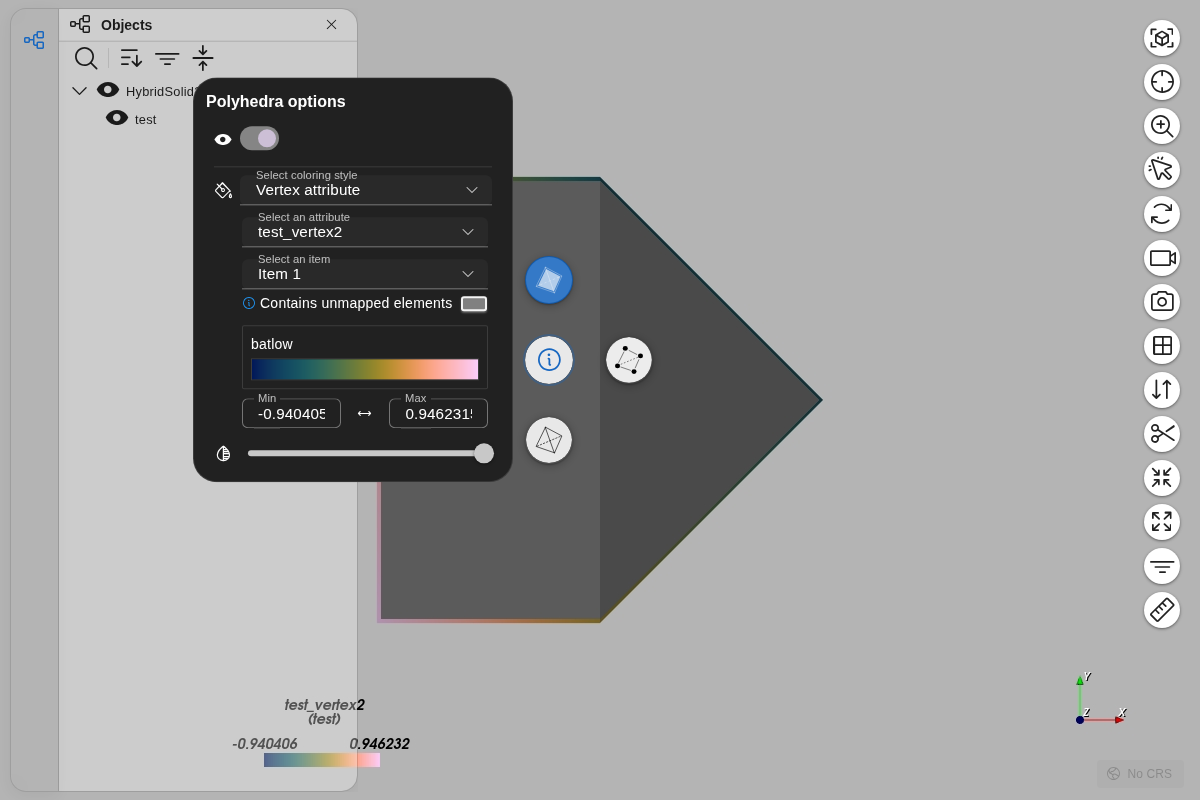 Objects
HybridSolid
test
Polyhedra options
Select coloring style
Vertex attribute
Select an attribute
test_vertex2
Select an item
Item 1
Contains unmapped elements
batlow
Min
Max
-0.940405
0.946231
test_vertex2
(test)
-0.940406
0.946232
Y
Z
X
No CRS